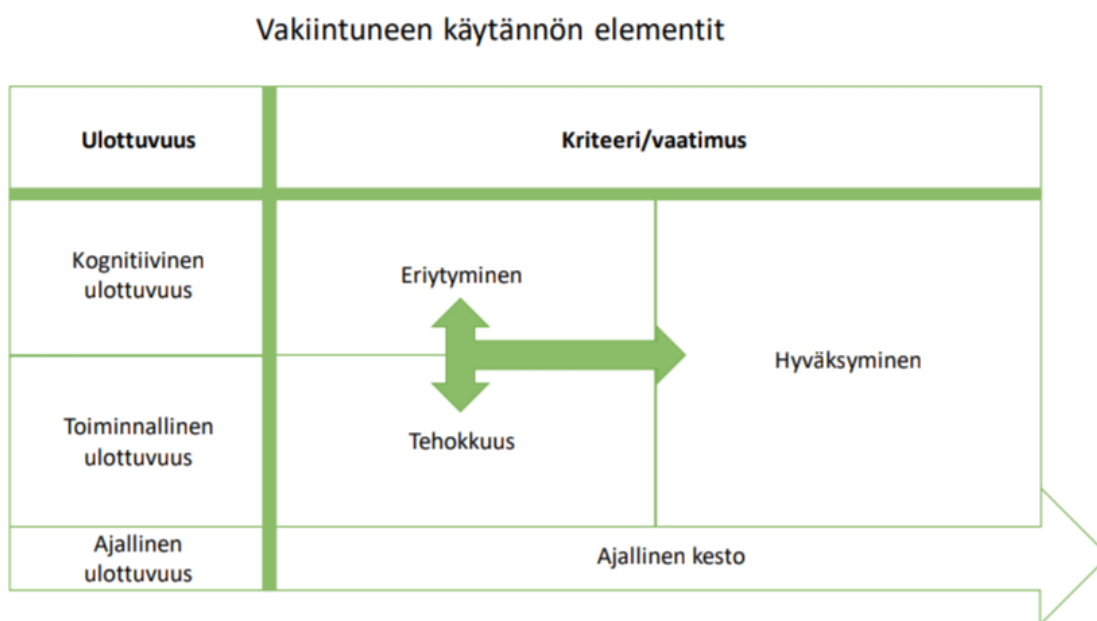 Vakiintuneen käytännön elementit
Ulottuvuus
Kriteeri/vaatimus
Kognitiivinen
ulottuvuus
Eriytyminen
Hyväksyminen
Toiminnallinen
ulottuvuus
Tehokkuus
Ajallinen
ulottuvuus
Ajallinen kesto